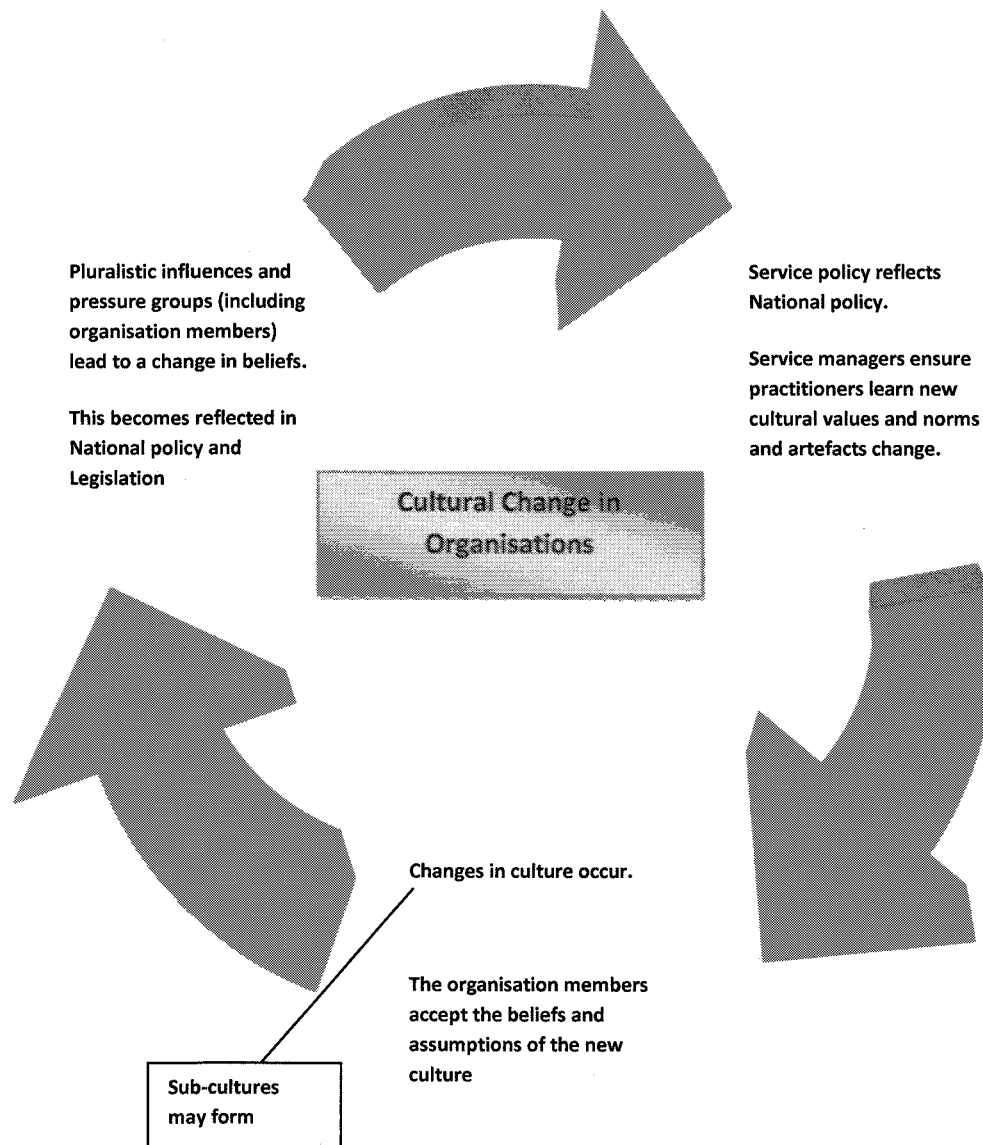 Pluralistic influences and
pressure groups (including
organisation members)
lead to a change in beliefs.
This becomes reflected in
National policy and
Legislation
Service policy reflects
National policy.
Service managers ensure
practitioners learn new
cultural values and norms
and artefacts change.
Cultural Change in
Organisations
Changes in culture occur.
The organisation members
accept the beliefs and
assumptions of the new
culture
Sub-cultures
may form